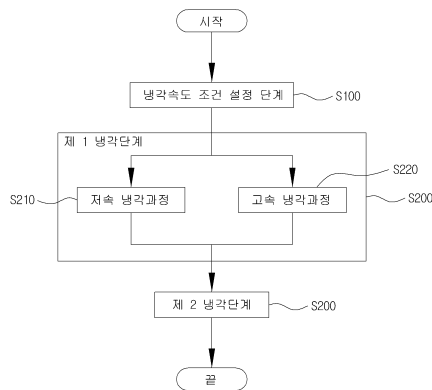 시작
냉각속도 조건 설정 단계
S100
제 1 냉각단계
S220
S210
저속 냉각과정
고속 냉각과정
S200
제 2 냉각단계
S200
끝